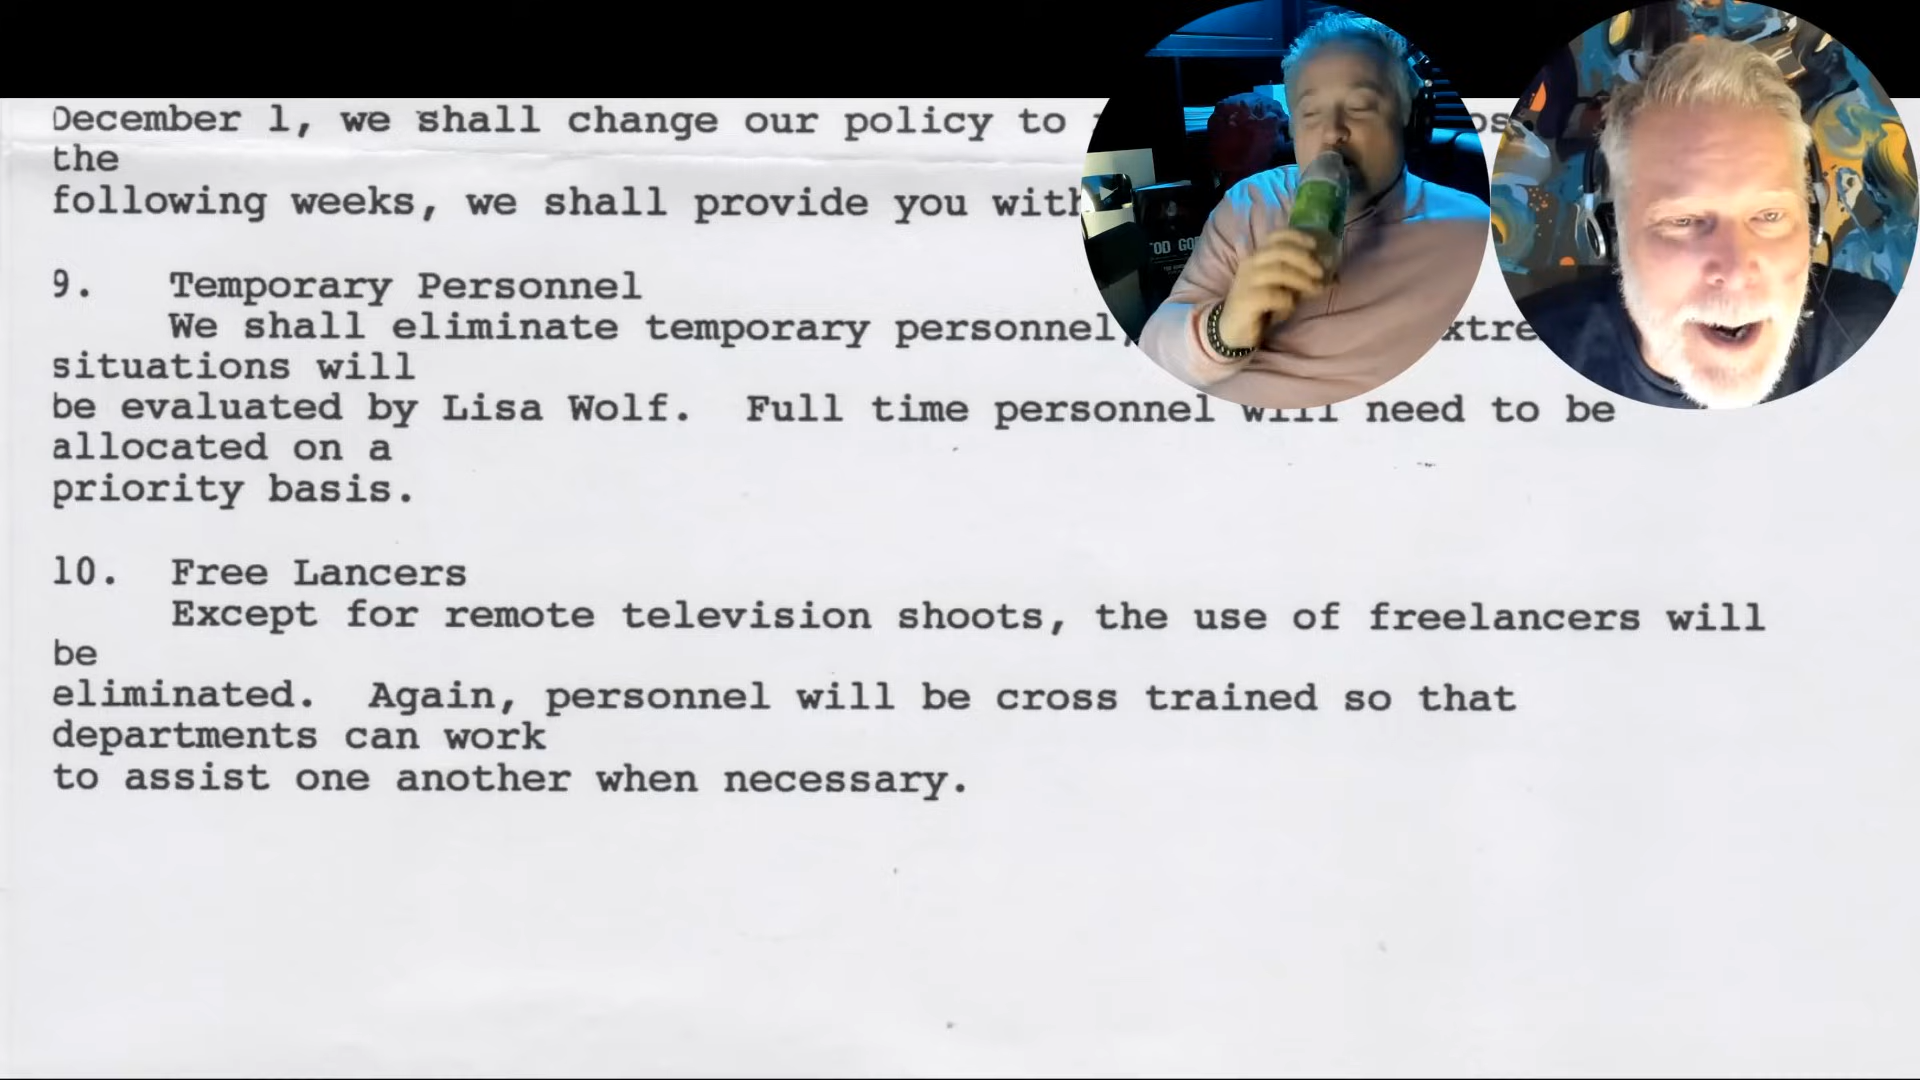 December 1, we shall change our policy to
the
following weeks, we shall provide you with
9. Temporary Personnel
We shall eliminate temporary personnel,
situations will
be evaluated by Lisa Wolf. Full time personnel will need to be
allocated on a
priority basis.
10. Free Lancers
Except for remote television shoots, the use of freelancers will
be
eliminated. Again, personnel will be cross trained so that
departments can work
to assist one another when necessary.